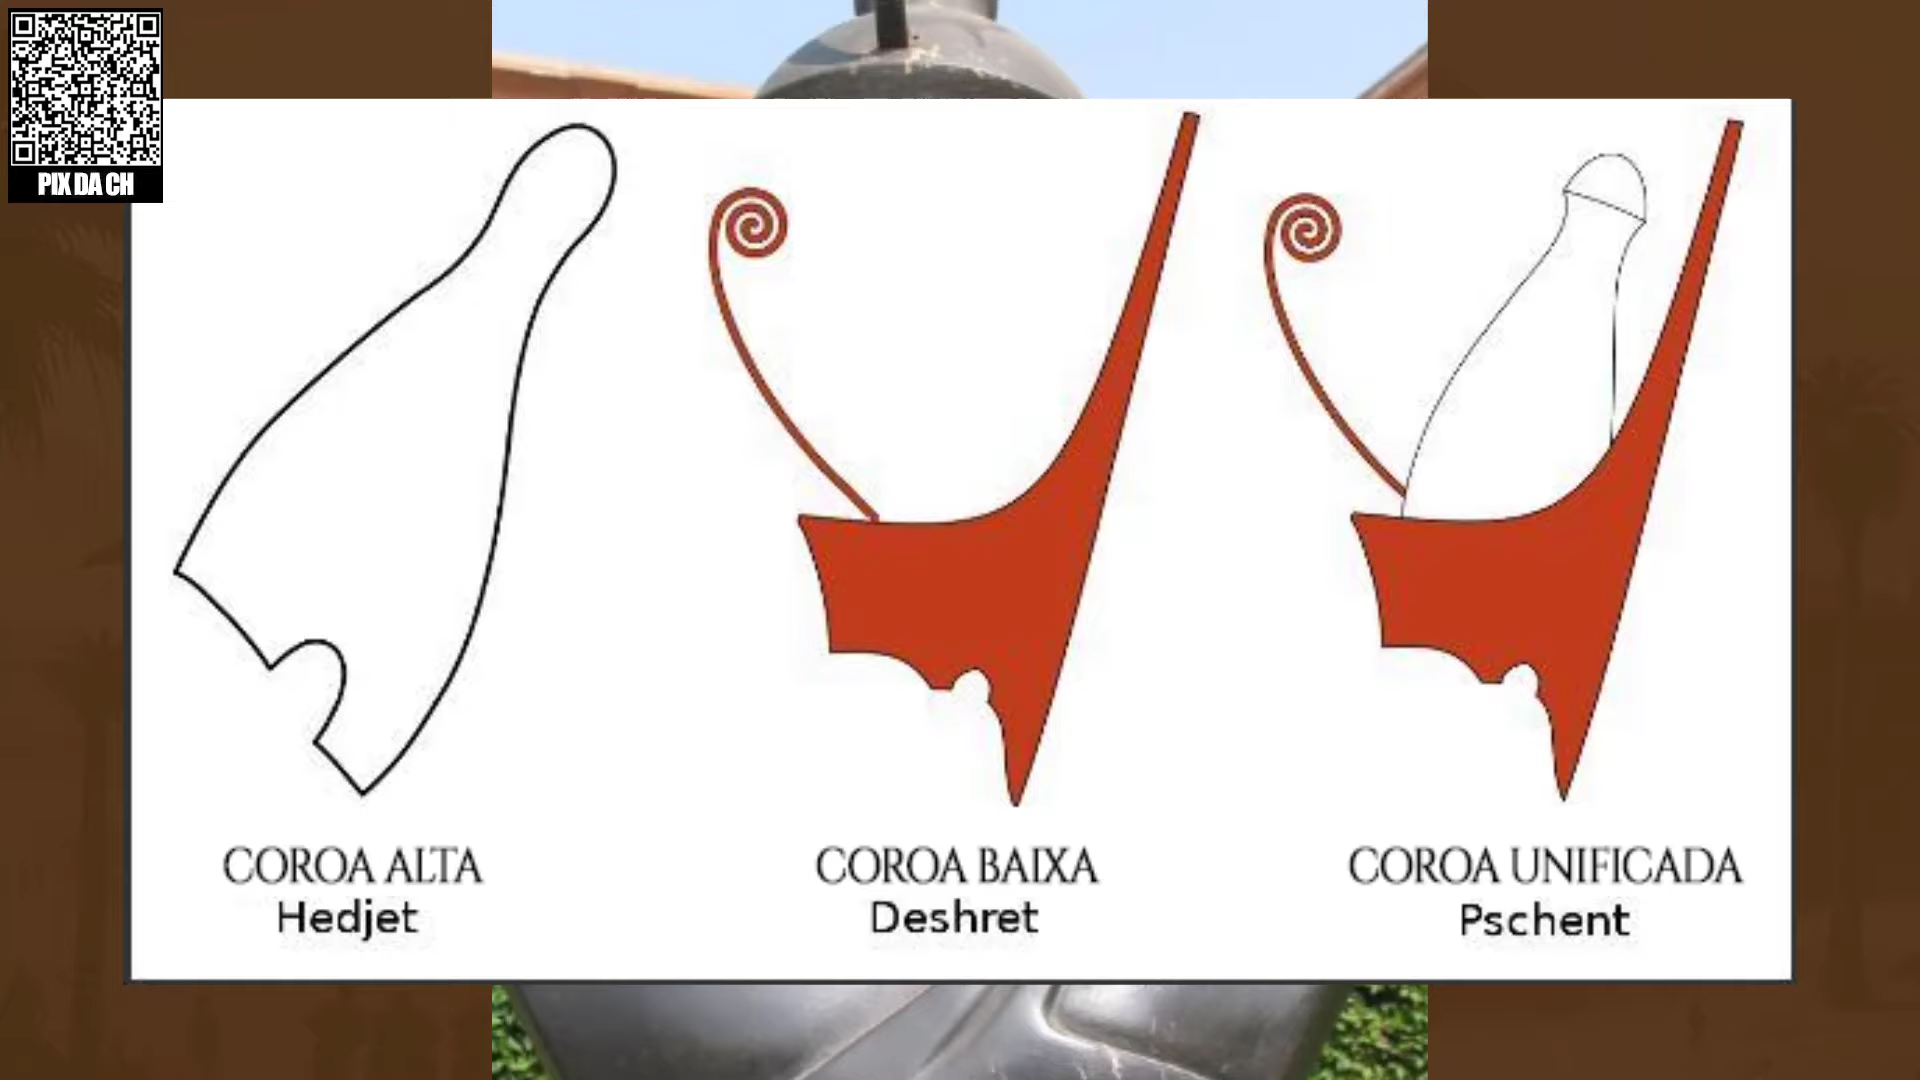 PIX DA CH
COROA ALTA
Hedjet
COROA BAIXA
Deshret
COROA UNIFICADA
Pschent